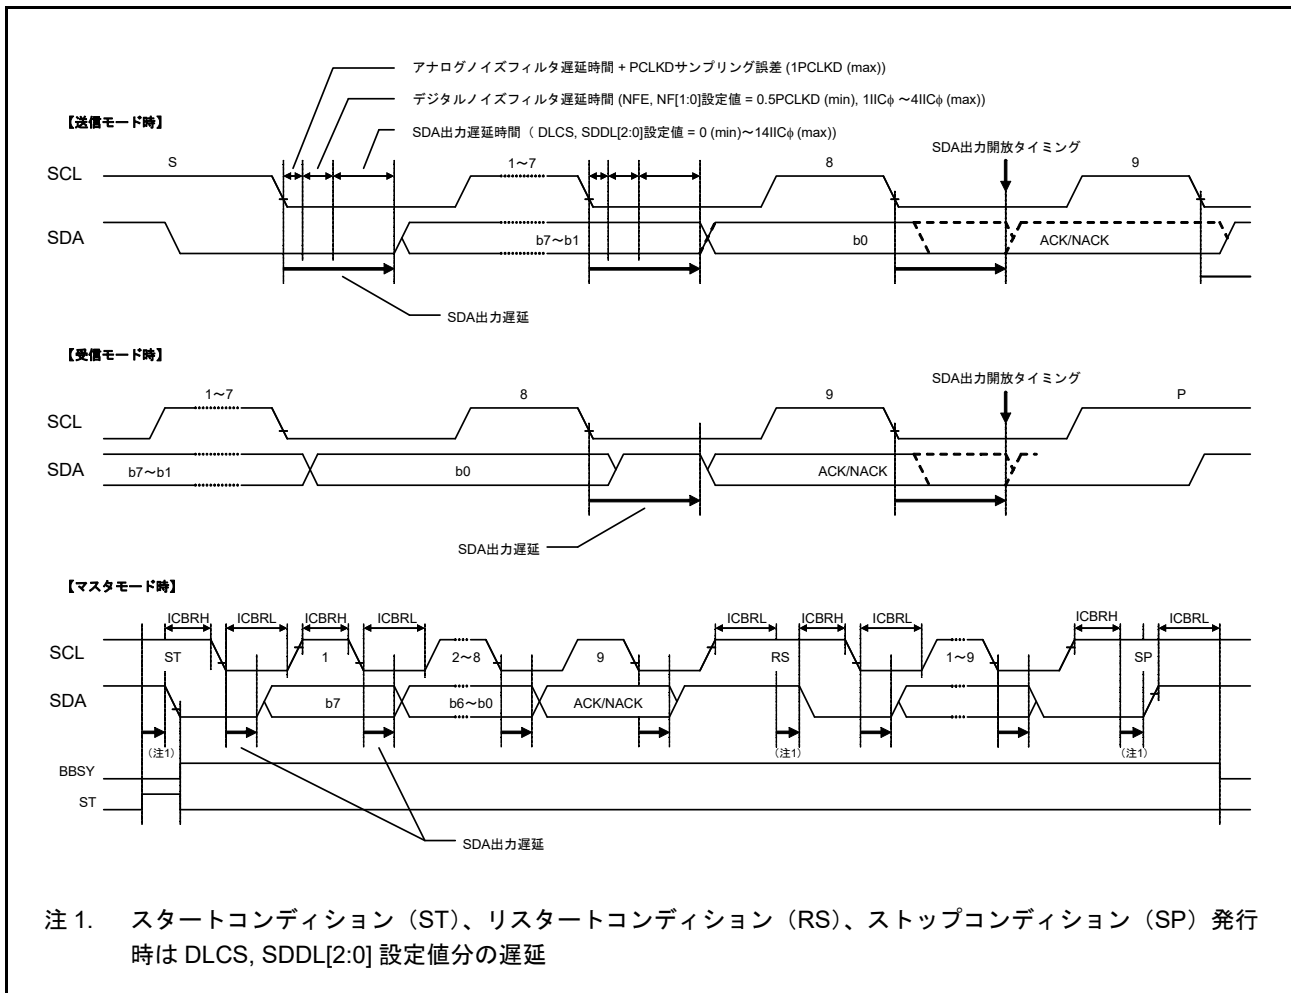 アナログノイズフィルタ遅延時間 + PCLKDサンプリング誤差 (1PCLKD (max))
デジタルノイズフィルタ遅延時間 (NFE, NF[1:0]設定値 = 0.5PCLKD (min), 1IICφ ～4IICφ (max))
【送信モード時】
SDA出力遅延時間（ DLCS, SDDL[2:0]設定値 = 0 (min)～14IICφ (max))
SDA出力開放タイミング
S
1～7
8
9
SCL
SDA
b7～b1
b0
ACK/NACK
SDA出力遅延
【受信モード時】
SDA出力開放タイミング
1～7
8
9
P
SCL
SDA
b7～b1
b0
ACK/NACK
SDA出力遅延
【マスタモード時】
ICBRH
ICBRL
ICBRH
ICBRL
ICBRL
ICBRH
ICBRL
ICBRH
ICBRL
SCL
ST
1
2～8
9
RS
1～9
SP
SDA
b7
b6～b0
ACK/NACK
（注1）
（注1）
（注1）
BBSY
ST
SDA出力遅延
注 1. スタートコンディション（ST）、リスタートコンディション（RS）、ストップコンディション（SP）発行
時は DLCS, SDDL[2:0] 設定値分の遅延